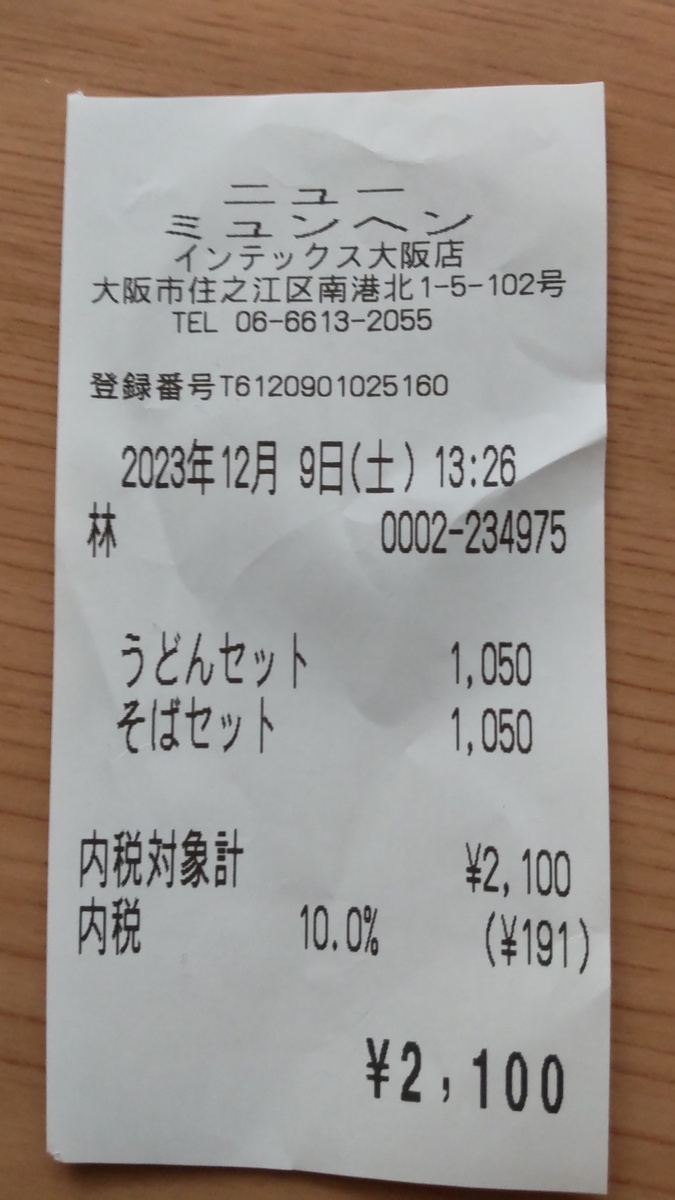 ニュー
ミュンヘン
インテックス大阪店
大阪市住之江区南港北1-5-102号
TEL 06-6613-2055
登録番号T6120901025160
2023年12月 9日(土) 13:26
林 0002-234975
うどんセット 1,050
そばセット 1,050
内税対象計 ¥2,100
内税 10.0% (¥191)
¥2,100